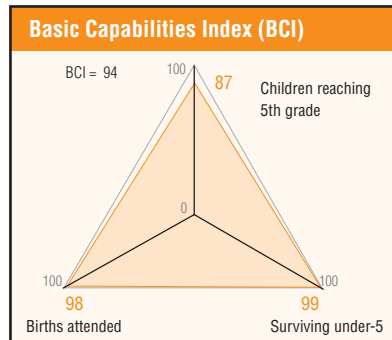 Basic Capabilities Index (BCI)
BCI = 94
100
87
Children reaching
5th grade
0
100
100
98
99
Births attended
Surviving under-5